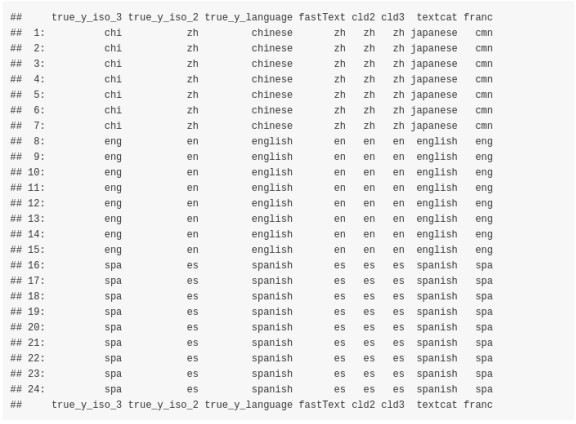 ##     true_y_iso_3 true_y_iso_2 true_y_language fastText cld2 cld3  textcat franc
##  1:          chi           zh         chinese       zh   zh   zh japanese   cmn
##  2:          chi           zh         chinese       zh   zh   zh japanese   cmn
##  3:          chi           zh         chinese       zh   zh   zh japanese   cmn
##  4:          chi           zh         chinese       zh   zh   zh japanese   cmn
##  5:          chi           zh         chinese       zh   zh   zh japanese   cmn
##  6:          chi           zh         chinese       zh   zh   zh japanese   cmn
##  7:          chi           zh         chinese       zh   zh   zh japanese   cmn
##  8:          eng           en         english       en   en   en  english   eng
##  9:          eng           en         english       en   en   en  english   eng
## 10:          eng           en         english       en   en   en  english   eng
## 11:          eng           en         english       en   en   en  english   eng
## 12:          eng           en         english       en   en   en  english   eng
## 13:          eng           en         english       en   en   en  english   eng
## 14:          eng           en         english       en   en   en  english   eng
## 15:          eng           en         english       en   en   en  english   eng
## 16:          spa           es         spanish       es   es   es  spanish   spa
## 17:          spa           es         spanish       es   es   es  spanish   spa
## 18:          spa           es         spanish       es   es   es  spanish   spa
## 19:          spa           es         spanish       es   es   es  spanish   spa
## 20:          spa           es         spanish       es   es   es  spanish   spa
## 21:          spa           es         spanish       es   es   es  spanish   spa
## 22:          spa           es         spanish       es   es   es  spanish   spa
## 23:          spa           es         spanish       es   es   es  spanish   spa
## 24:          spa           es         spanish       es   es   es  spanish   spa
##     true_y_iso_3 true_y_iso_2 true_y_language fastText cld2 cld3  textcat franc